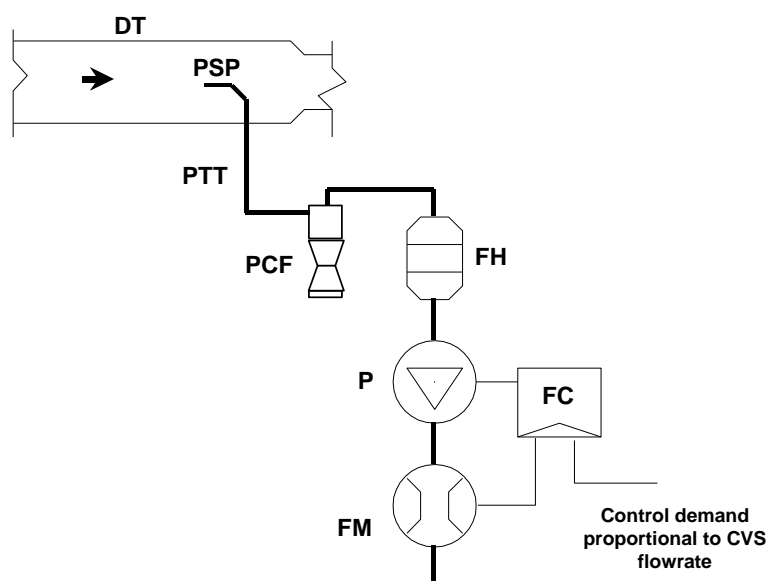 DT
PSP
PTT
PCF
FH
P
FC
FM
Control demand
proportional to CVS
flowrate